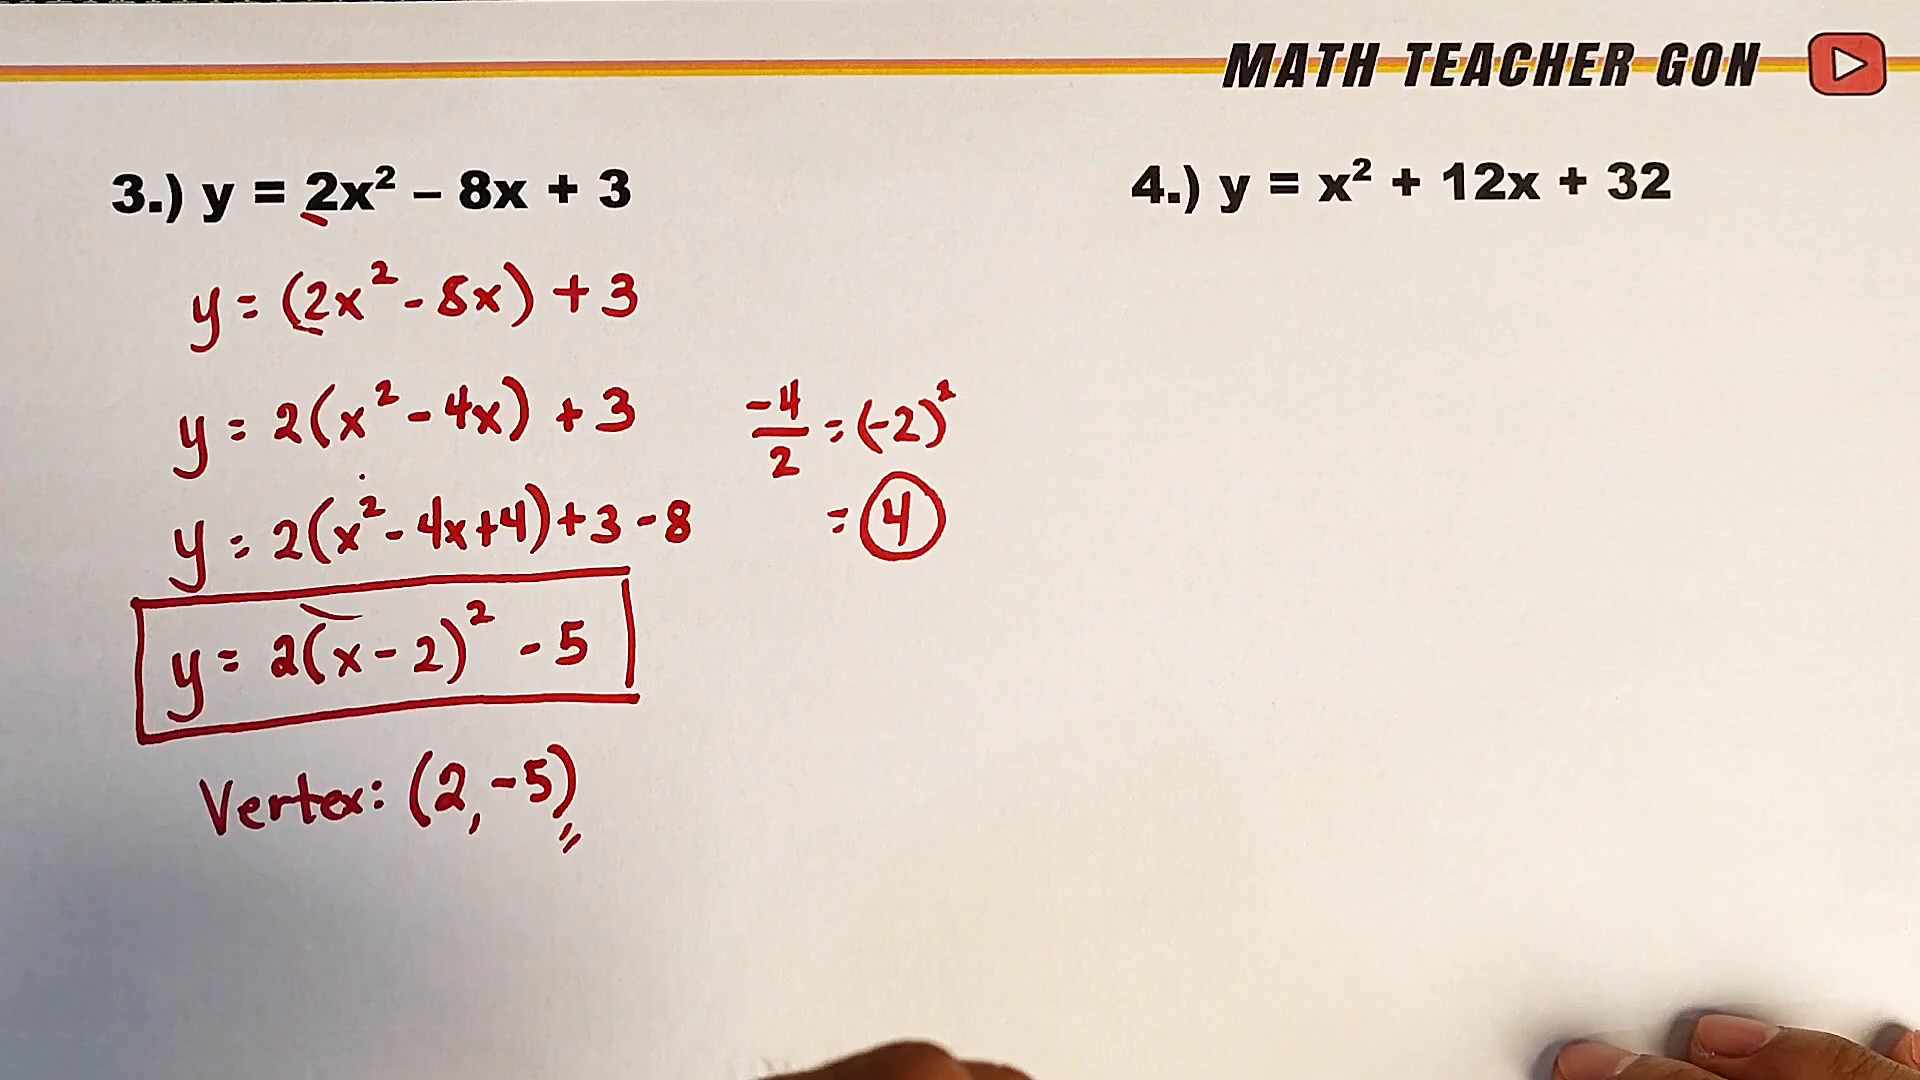 MATH TEACHER GON
3.) y = 2x² – 8x + 3
y = (2x² - 8x) + 3
y = 2(x² - 4x) + 3
y = 2(x² - 4x + 4) + 3 - 8
y = 2(x - 2)² - 5
Vertex: (2, -5)
-4/2 = (-2)²
= 4
4.) y = x² + 12x + 32